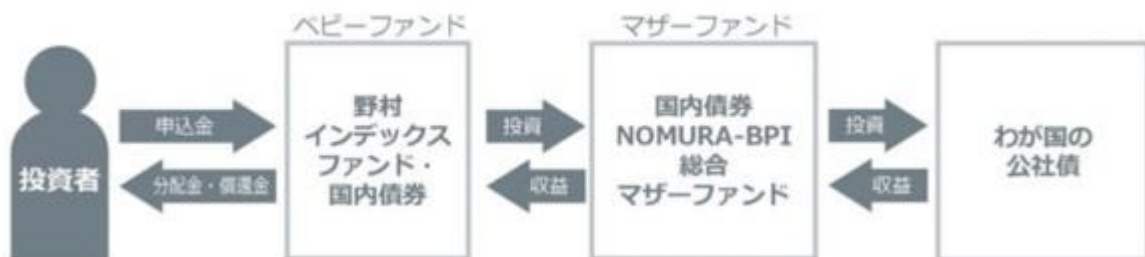 ベビーファンド
マザーファンド
投資者
申込金
分配金・償還金
野村
インデックス
ファンド・
国内債券
投資
収益
国内債券
NOMURA-BPI
総合
マザーファンド
投資
収益
わが国の
公社債